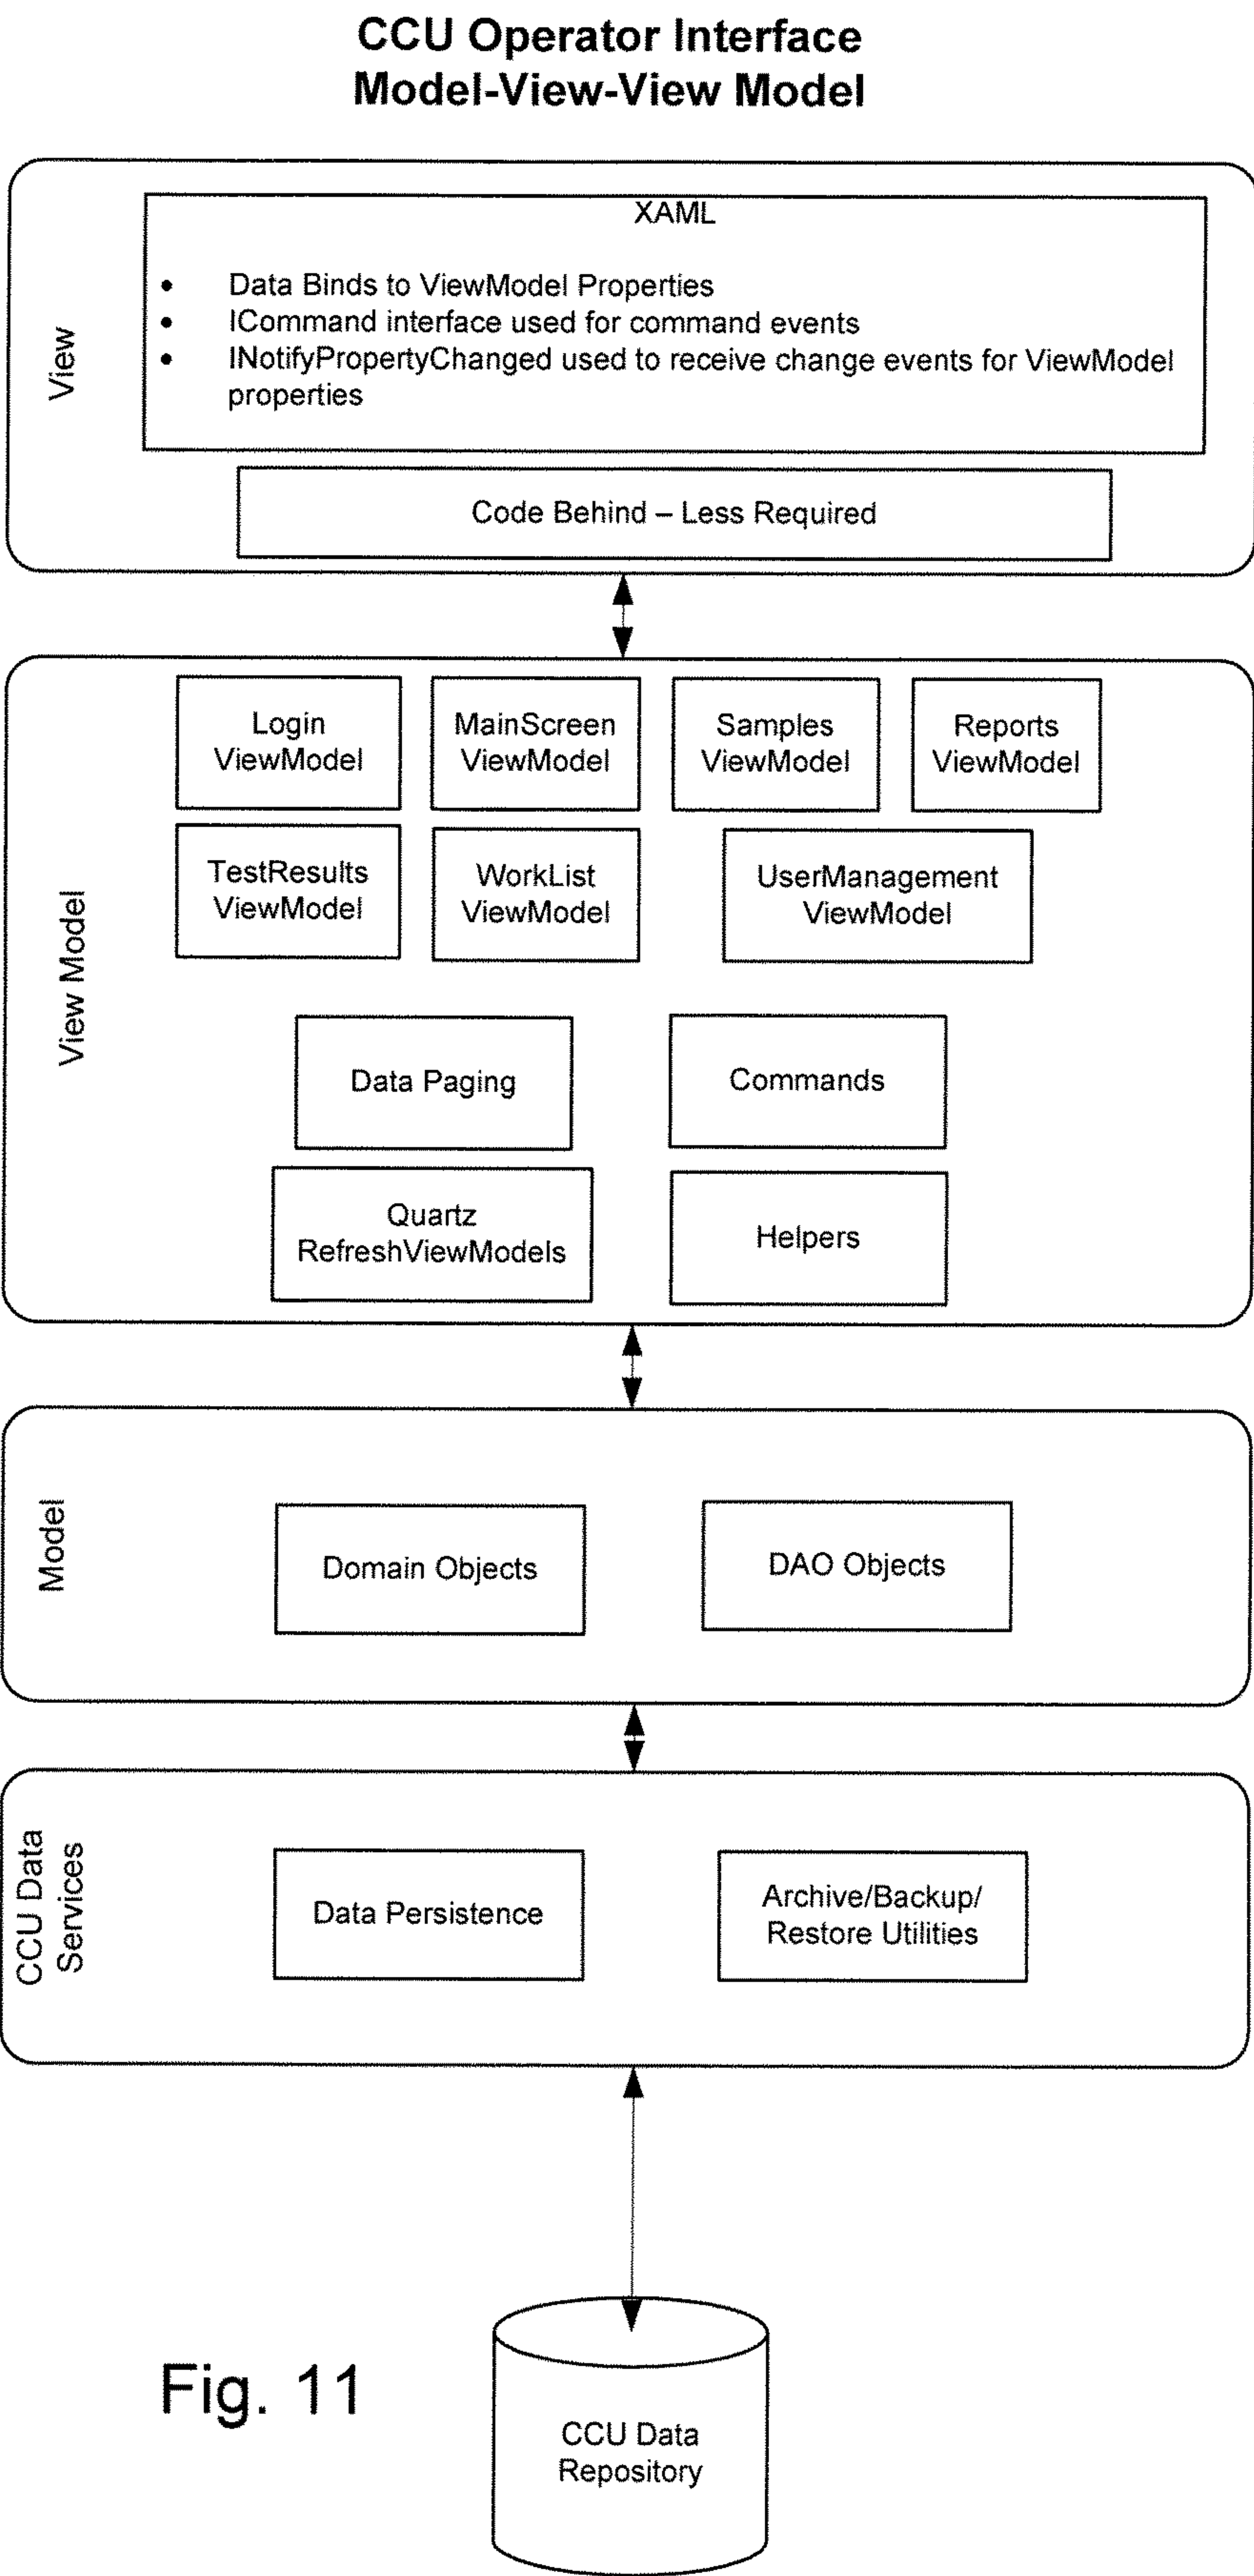 CCU Operator Interface
Model-View-View Model
View
XAML
• Data Binds to ViewModel Properties
• ICommand interface used for command events
• INotifyPropertyChanged used to receive change events for ViewModel
properties
Code Behind – Less Required
View Model
Login
ViewModel
MainScreen
ViewModel
Samples
ViewModel
Reports
ViewModel
TestResults
ViewModel
WorkList
ViewModel
UserManagement
ViewModel
Data Paging
Commands
Quartz
RefreshViewModels
Helpers
Model
Domain Objects
DAO Objects
CCU Data
Services
Data Persistence
Archive/Backup/
Restore Utilities
Fig. 11
CCU Data
Repository